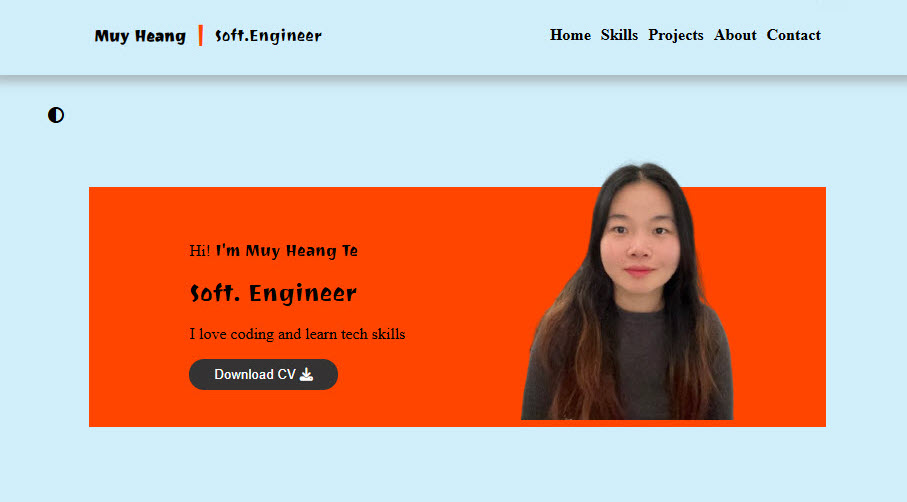 Muy Heang | Soft.Engineer
Home Skills Projects About Contact
Hi! I'm Muy Heang Te
Soft. Engineer
I love coding and learn tech skills
Download CV